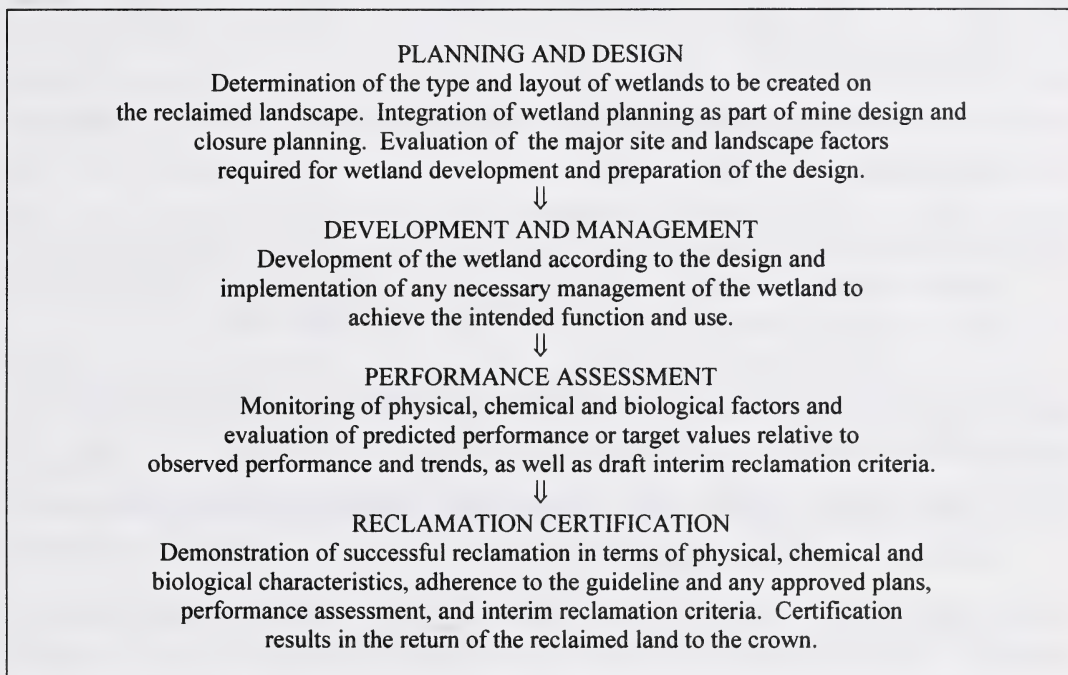 PLANNING AND DESIGN
Determination of the type and layout of wetlands to be created on
the reclaimed landscape. Integration of wetland planning as part of mine design and
closure planning. Evaluation of the major site and landscape factors
required for wetland development and preparation of the design.
⇓
DEVELOPMENT AND MANAGEMENT
Development of the wetland according to the design and
implementation of any necessary management of the wetland to
achieve the intended function and use.
⇓
PERFORMANCE ASSESSMENT
Monitoring of physical, chemical and biological factors and
evaluation of predicted performance or target values relative to
observed performance and trends, as well as draft interim reclamation criteria.
⇓
RECLAMATION CERTIFICATION
Demonstration of successful reclamation in terms of physical, chemical and
biological characteristics, adherence to the guideline and any approved plans,
performance assessment, and interim reclamation criteria. Certification
results in the return of the reclaimed land to the crown.